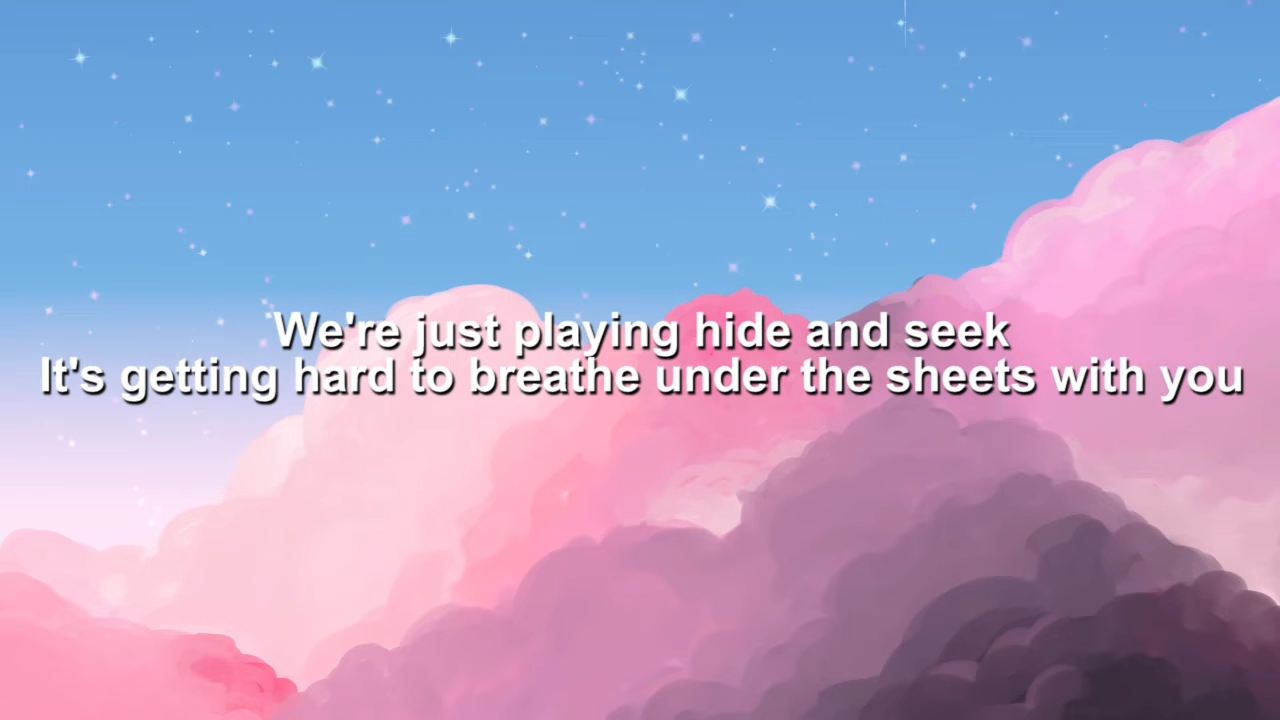 We're just playing hide and seek
It's getting hard to breathe under the sheets with you